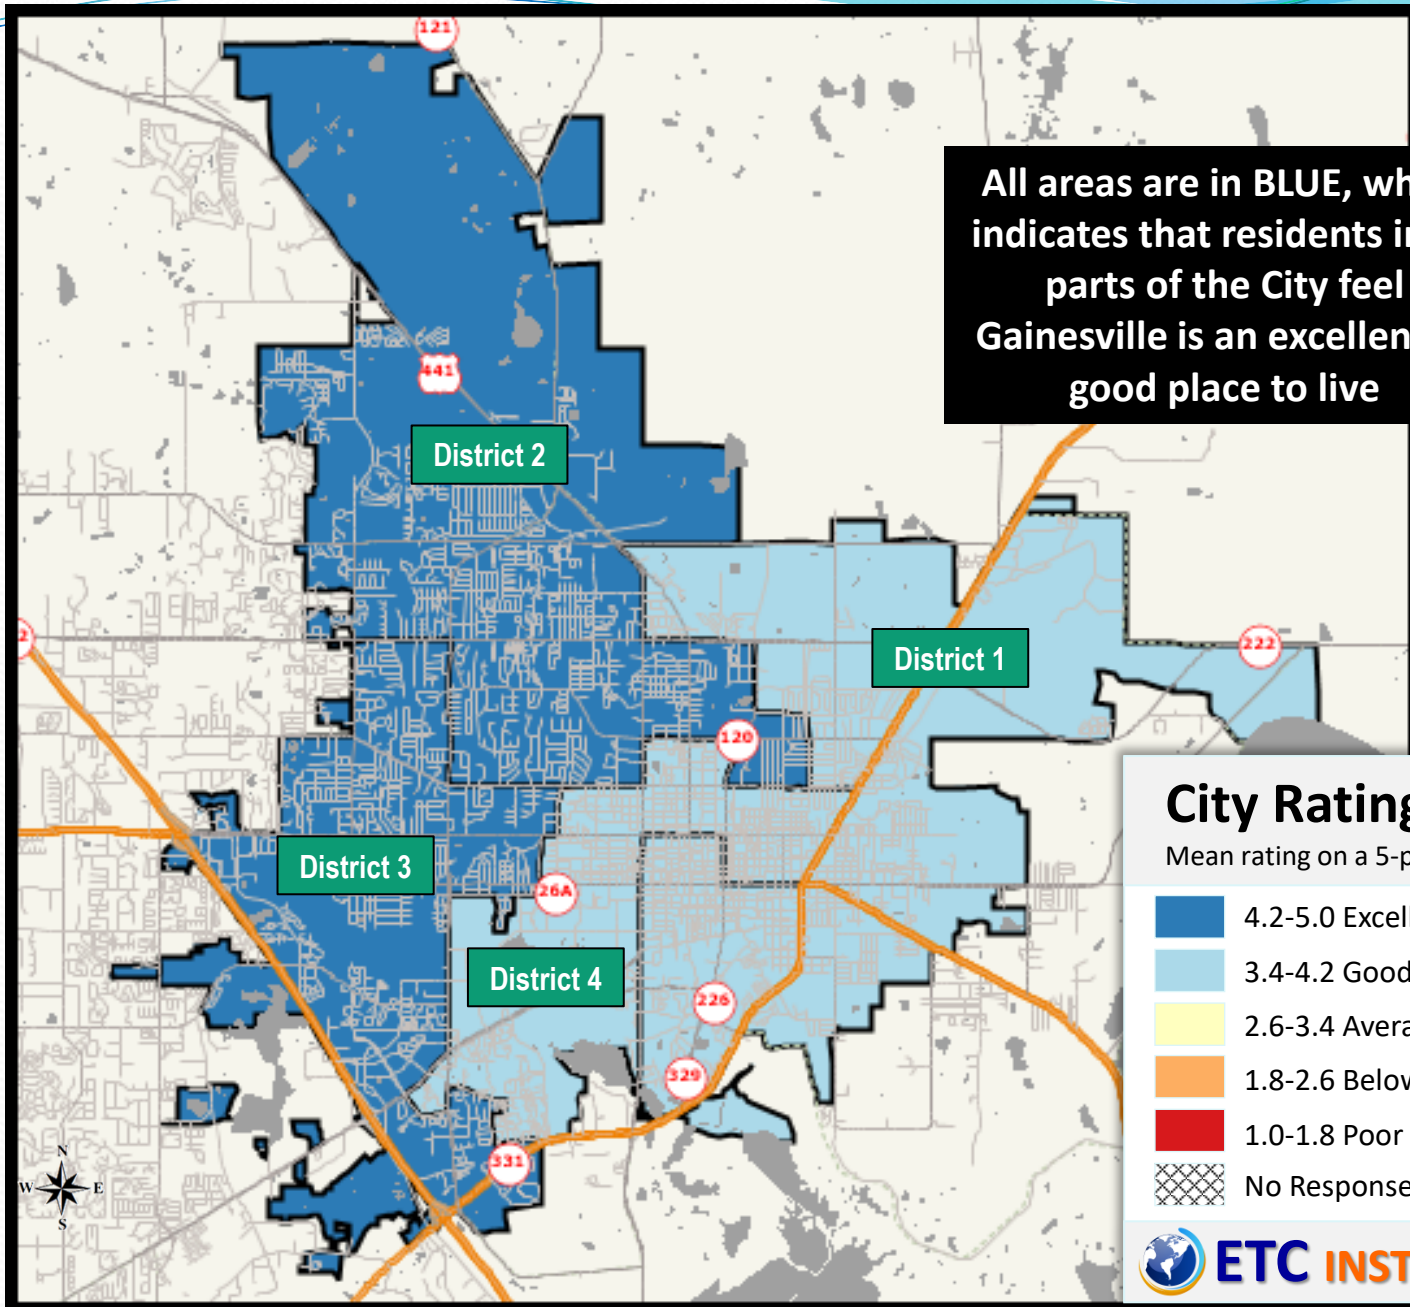 121
All areas are in BLUE, wh
indicates that residents in
parts of the City feel
Gainesville is an excellen
good place to live
441
District 2
District 1
222
2
120
City Rating
Mean rating on a 5-p
District 3
26A
4.2-5.0 Excell
3.4-4.2 Good
District 4
226
2.6-3.4 Avera
329
1.8-2.6 Below
1.0-1.8 Poor
331
No Response
N
W E
S
ETC INST